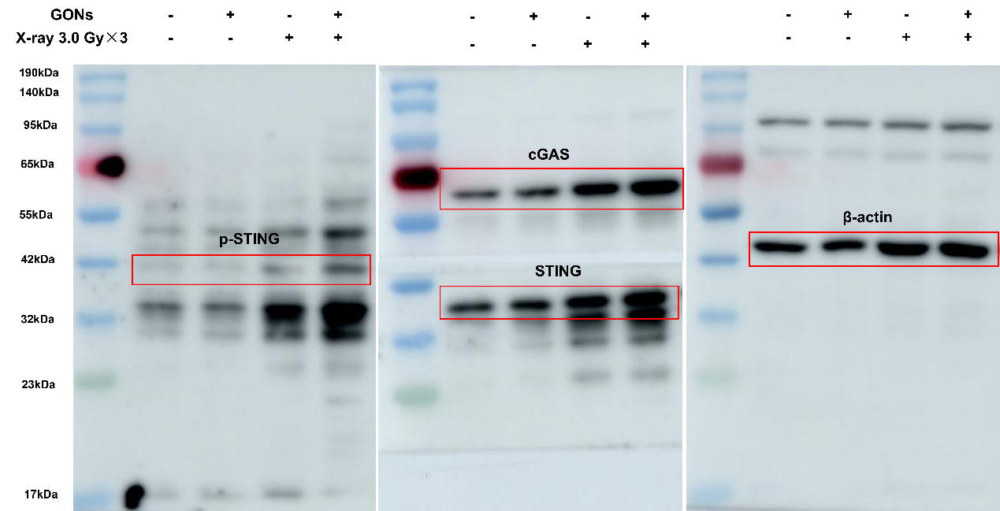 GONs - + - + - + - + - + - +
X-ray 3.0 Gy×3 - - + + - - + + - - + +
190kDa
140kDa
95kDa
65kDa
55kDa
42kDa
32kDa
23kDa
17kDa
p-STING
cGAS
STING
β-actin